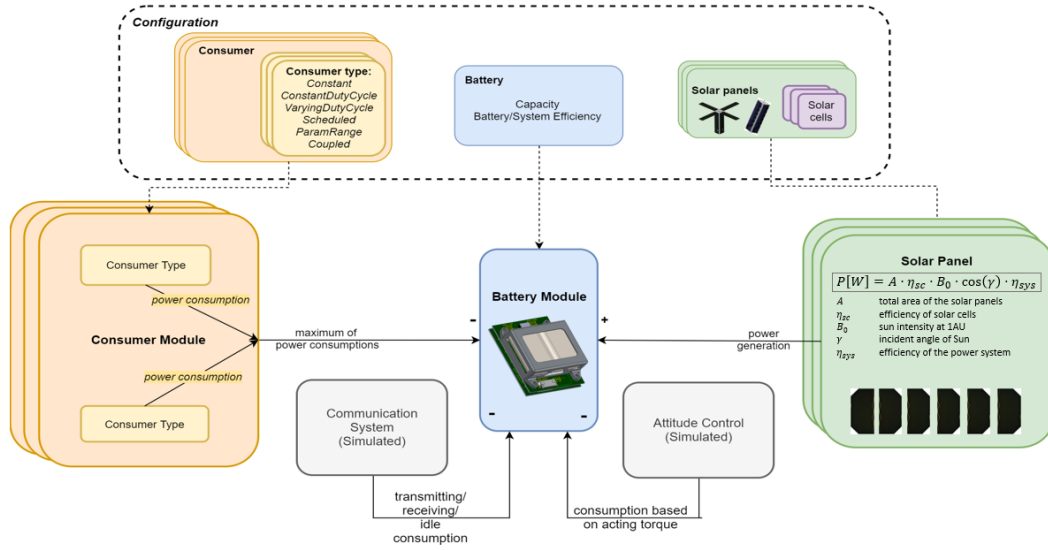 Configuration
Consumer
Consumer type:
Constant
ConstantDutyCycle
VaryingDutyCycle
Scheduled
ParamRange
Coupled
Battery
Capacity
Battery/System Efficiency
Solar panels
Solar
cells
Consumer Type
power consumption
Consumer Module
power consumption
Consumer Type
maximum of
power consumptions
-
Battery Module
+
-
-
power
generation
Solar Panel
P[W] = A · η_sc · B_0 · cos(γ) · η_sys
A total area of the solar panels
η_sc efficiency of solar cells
B_0 sun intensity at 1AU
γ incident angle of Sun
η_sys efficiency of the power system
Communication
System
(Simulated)
Attitude Control
(Simulated)
transmitting/
receiving/
idle
consumption
consumption based
on acting torque